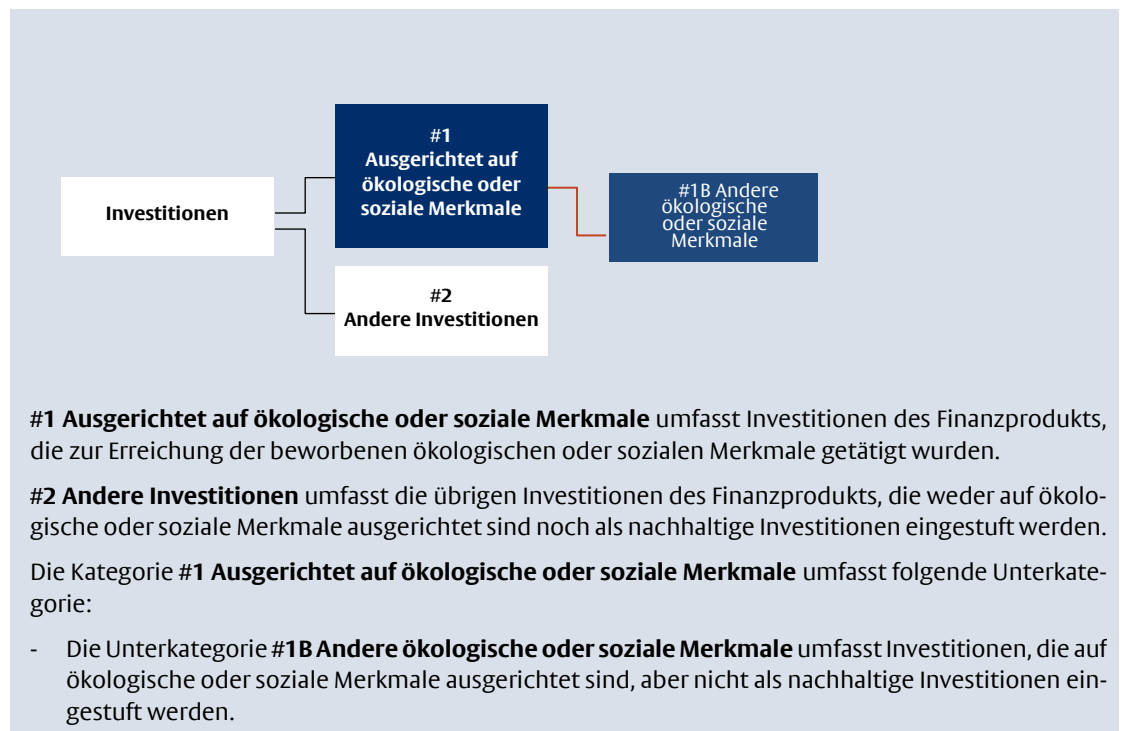 #1
Ausgerichtet auf
ökologische oder
soziale Merkmale
Investitionen
#1B Andere
ökologische
oder soziale
Merkmale
#2
Andere Investitionen
#1 Ausgerichtet auf ökologische oder soziale Merkmale umfasst Investitionen des Finanzprodukts,
die zur Erreichung der beworbenen ökologischen oder sozialen Merkmale getätigt wurden.
#2 Andere Investitionen umfasst die übrigen Investitionen des Finanzprodukts, die weder auf ökolo-
gische oder soziale Merkmale ausgerichtet sind noch als nachhaltige Investitionen eingestuft werden.
Die Kategorie #1 Ausgerichtet auf ökologische oder soziale Merkmale umfasst folgende Unterkate-
gorie:
- Die Unterkategorie #1B Andere ökologische oder soziale Merkmale umfasst Investitionen, die auf
ökologische oder soziale Merkmale ausgerichtet sind, aber nicht als nachhaltige Investitionen ein-
gestuft werden.